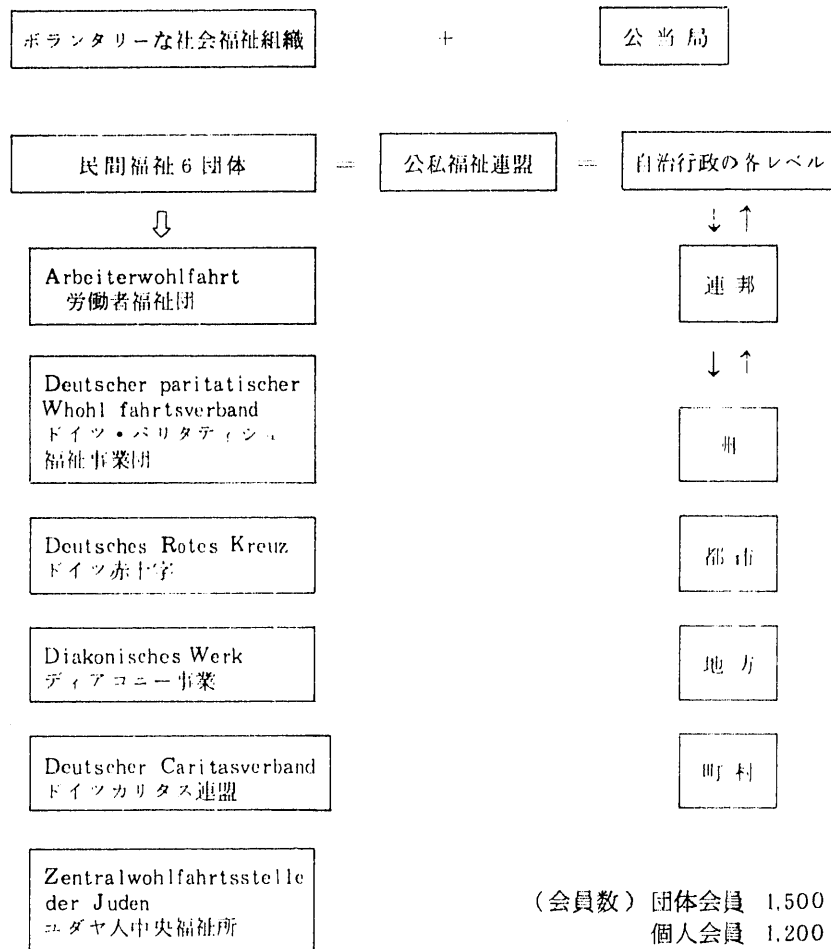 ボランタリーな社会福祉組織 + 公当局
民間福祉6団体 = 公私福祉連盟 = 自治行政の各レベル
⇩
↓ ↑
Arbeiterwohlfahrt
労働者福祉団
連邦
↓ ↑
Deutscher paritatischer
Whohl fahrtsverband
ドイツ・パリタティシュ
福祉事業団
州
Deutsches Rotes Kreuz
ドイツ赤十字
都市
Diakonisches Werk
ディアコニー事業
地方
Deutscher Caritasverband
ドイツカリタス連盟
町村
Zentralwohlfahrtsstelle
der Juden
ユダヤ人中央福祉所
(会員数) 団体会員 1,500
個人会員 1,200